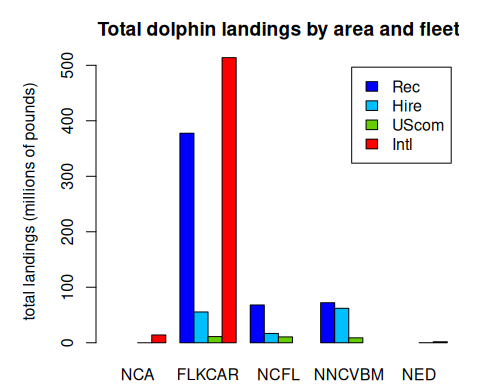 Total dolphin landings by area and fleet
total landings (millions of pounds)
500
400
300
200
100
0
Rec
Hire
UScom
Intl
NCA FLKCAR NCFL NNCVBM NED